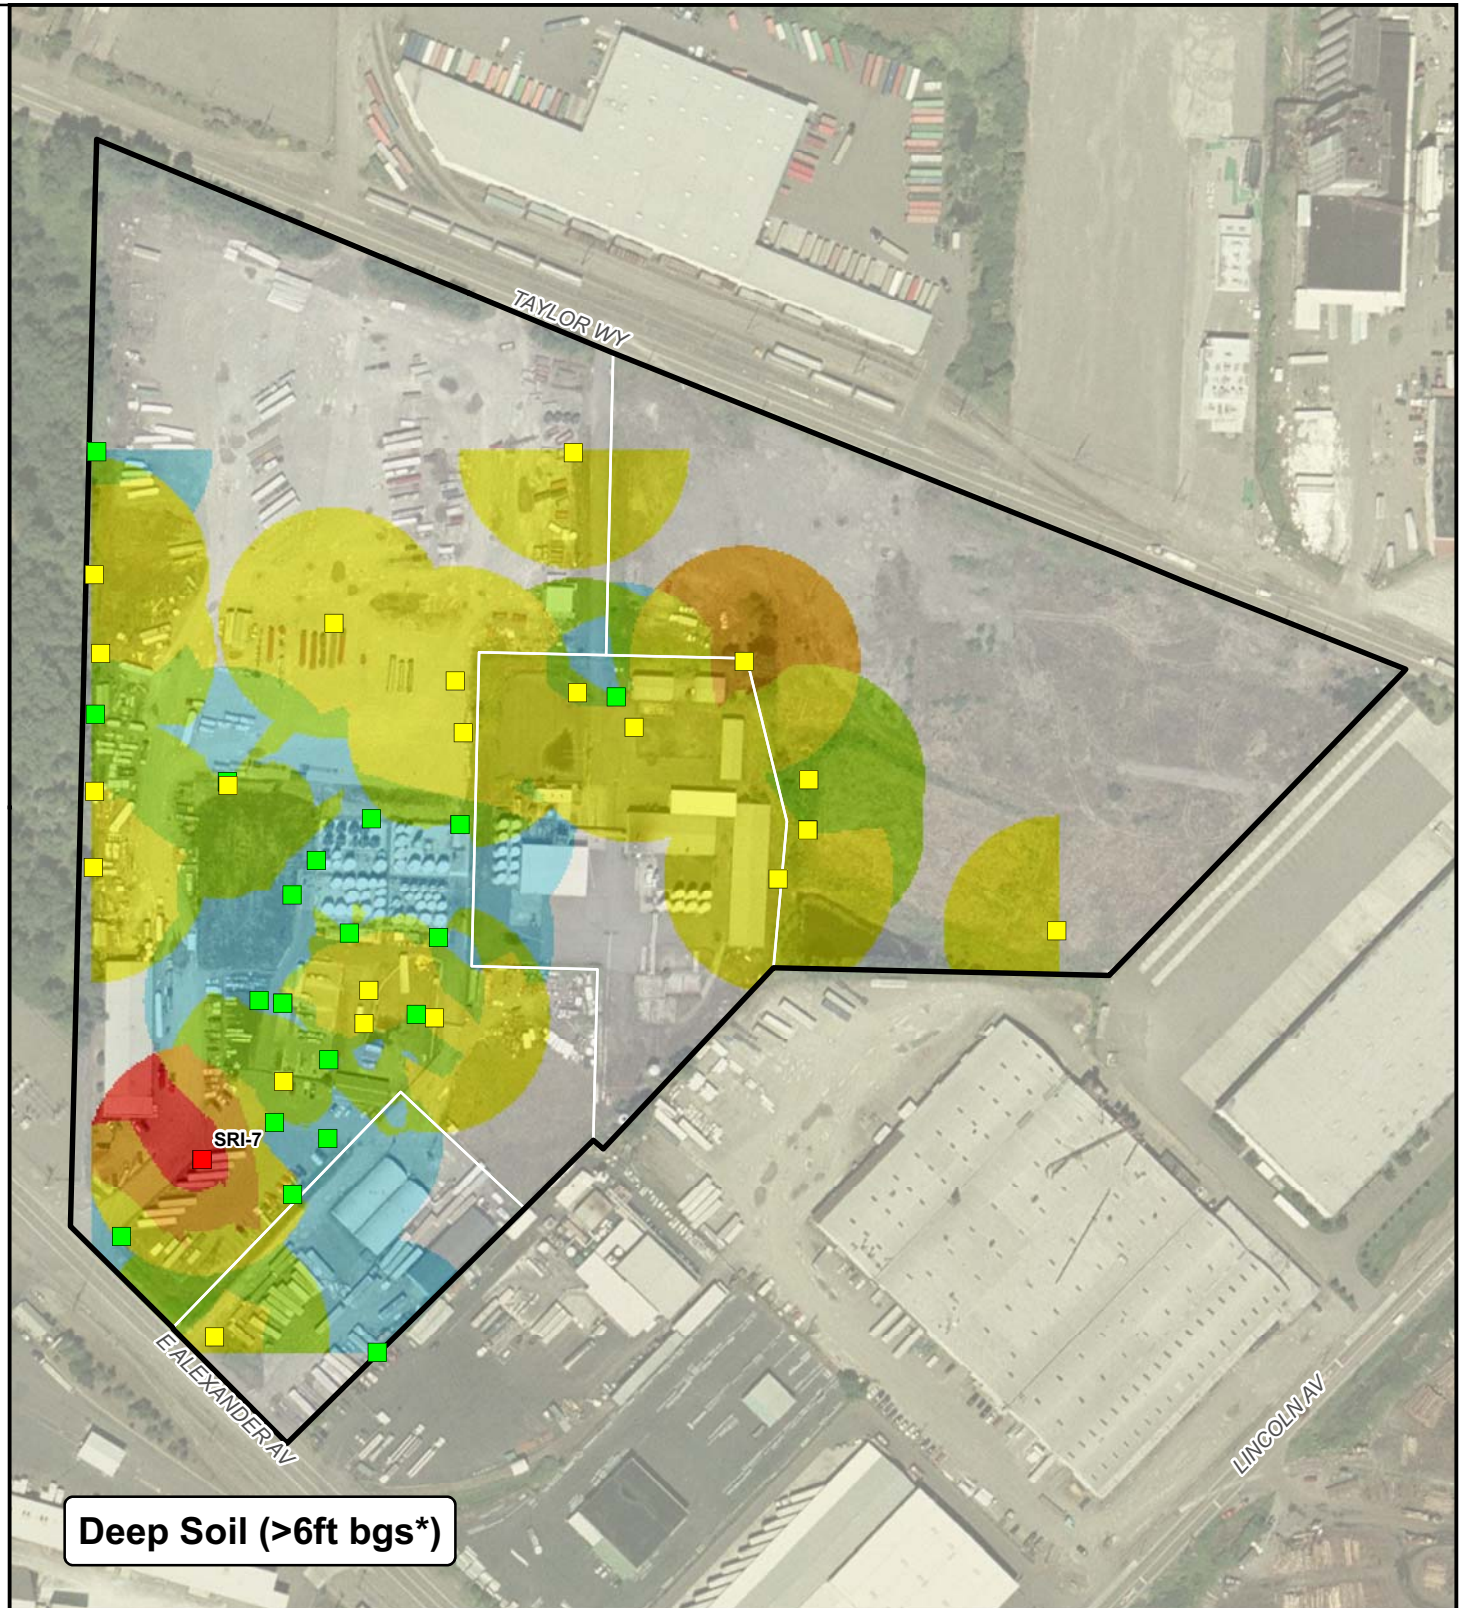 TAYLOR WY
SRI-7
E ALEXANDER AV
LINCOLN AV
Deep Soil (>6ft bgs*)